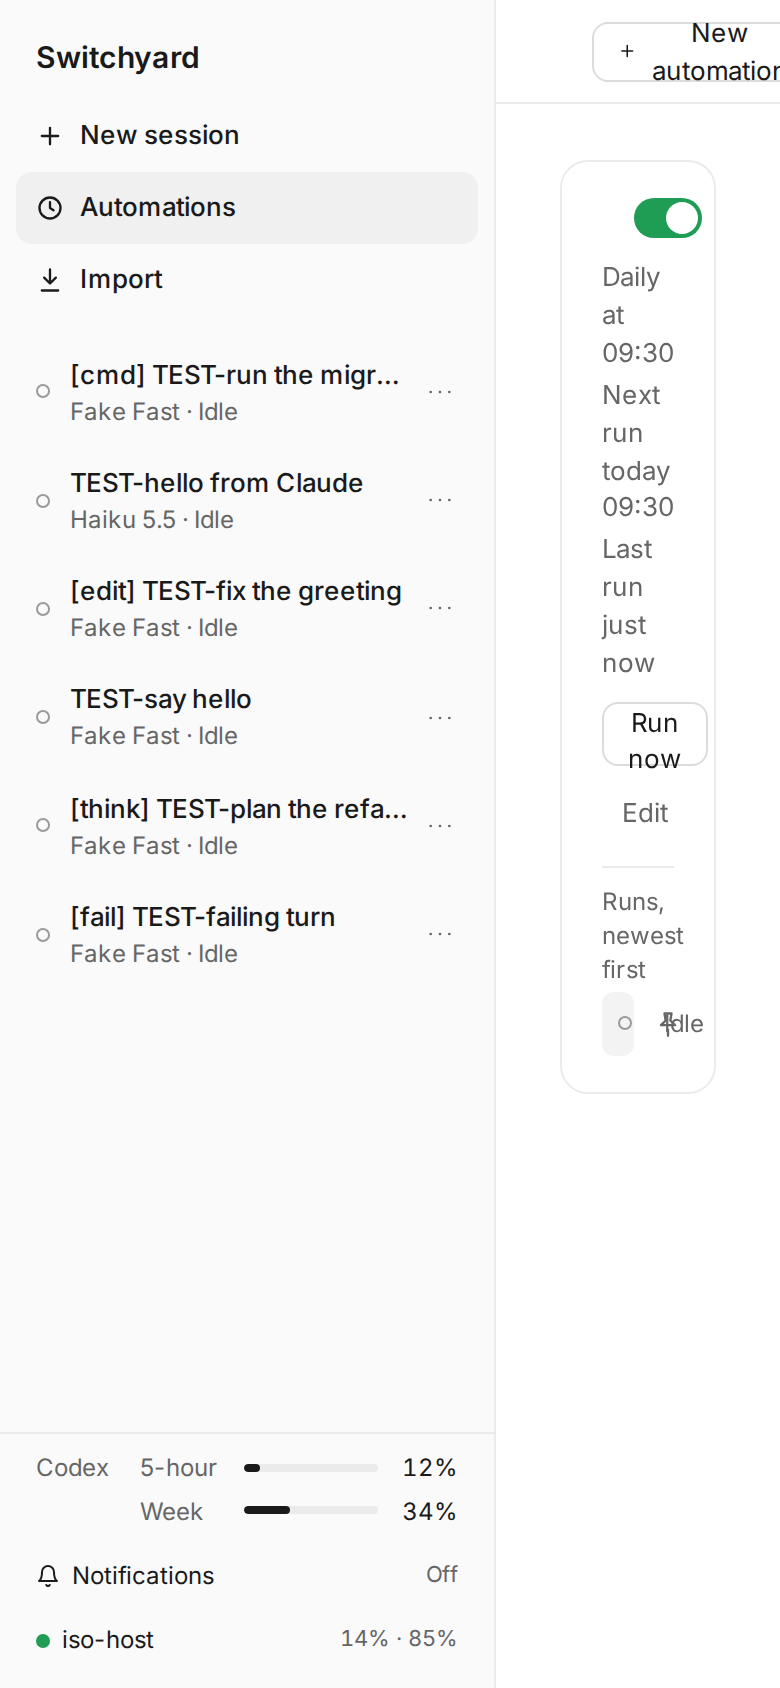 Switchyard
New session
Automations
Import
[cmd] TEST-run the migr...
Fake Fast · Idle
TEST-hello from Claude
Haiku 5.5 · Idle
[edit] TEST-fix the greeting
Fake Fast · Idle
TEST-say hello
Fake Fast · Idle
[think] TEST-plan the refa...
Fake Fast · Idle
[fail] TEST-failing turn
Fake Fast · Idle
Codex 5-hour 12%
Week 34%
Notifications Off
iso-host 14% · 85%
New
automation
Daily
at
09:30
Next
run
today
09:30
Last
run
just
now
Run
now
Edit
Runs,
newest
first
Idle